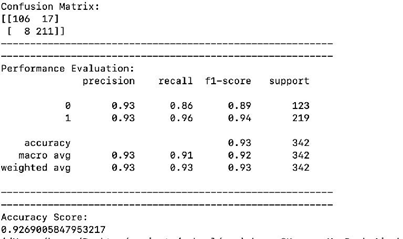 Confusion Matrix:
[[106  17]
 [  8 211]]
------------------------------------------------------
------------------------------------------------------
Performance Evaluation:
              precision    recall  f1-score   support
           0       0.93      0.86      0.89       123
           1       0.93      0.96      0.94       219
    accuracy                           0.93       342
   macro avg       0.93      0.91      0.92       342
weighted avg       0.93      0.93      0.93       342
------------------------------------------------------
------------------------------------------------------
Accuracy Score:
0.9269005847953217